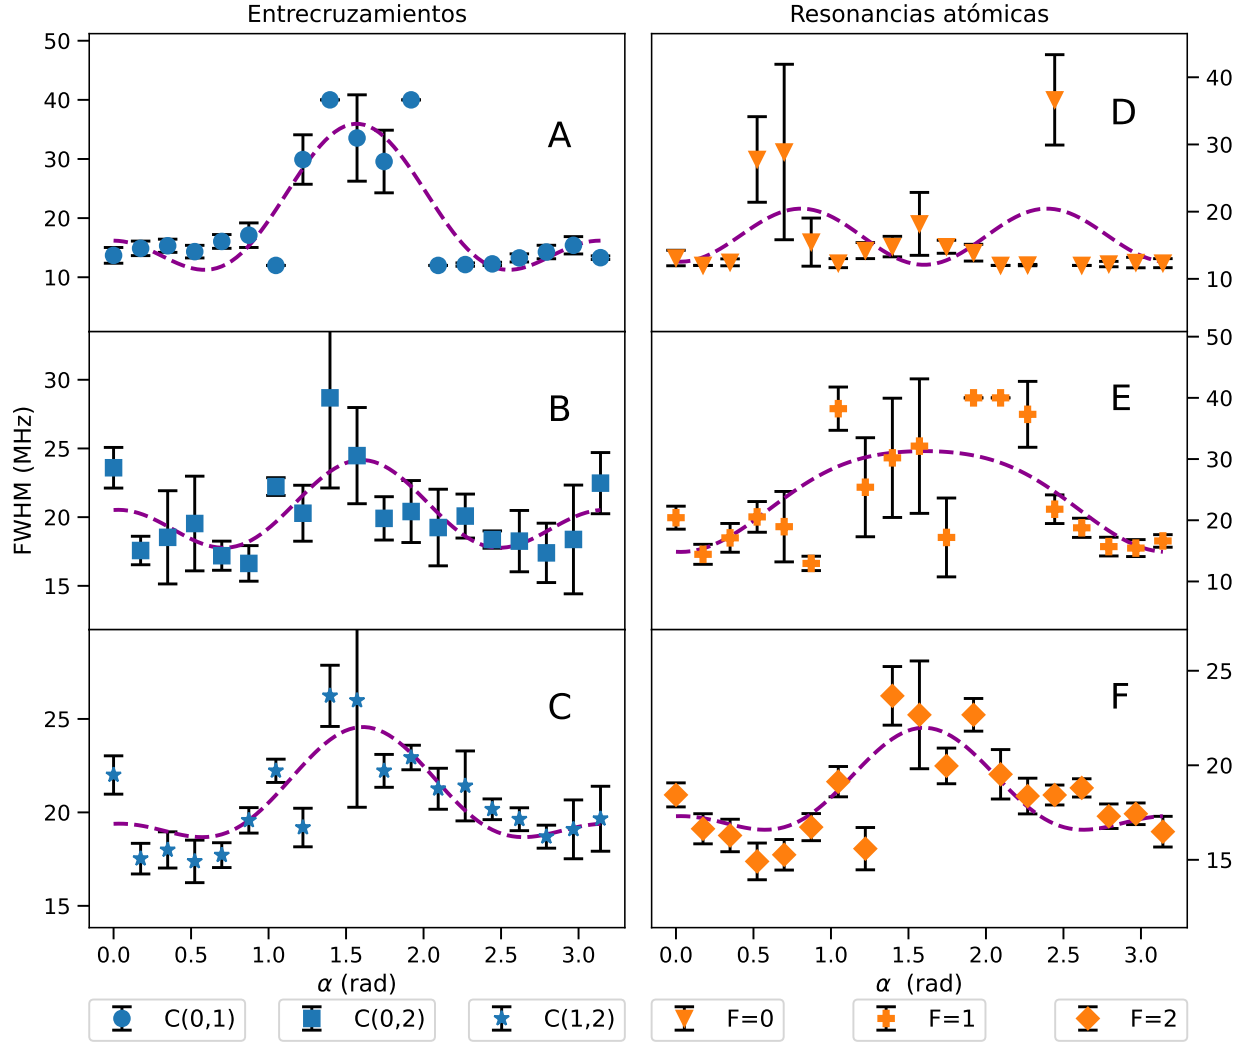 Entrecruzamientos
Resonancias atómicas
50
40
30
20
10
A
40
30
20
10
D
FWHM (MHz)
30
25
20
15
B
50
40
30
20
10
E
25
20
15
C
25
20
15
F
0.0 0.5 1.0 1.5 2.0 2.5 3.0
0.0 0.5 1.0 1.5 2.0 2.5 3.0
α (rad)
α (rad)
C(0,1) C(0,2) C(1,2) F=0 F=1 F=2